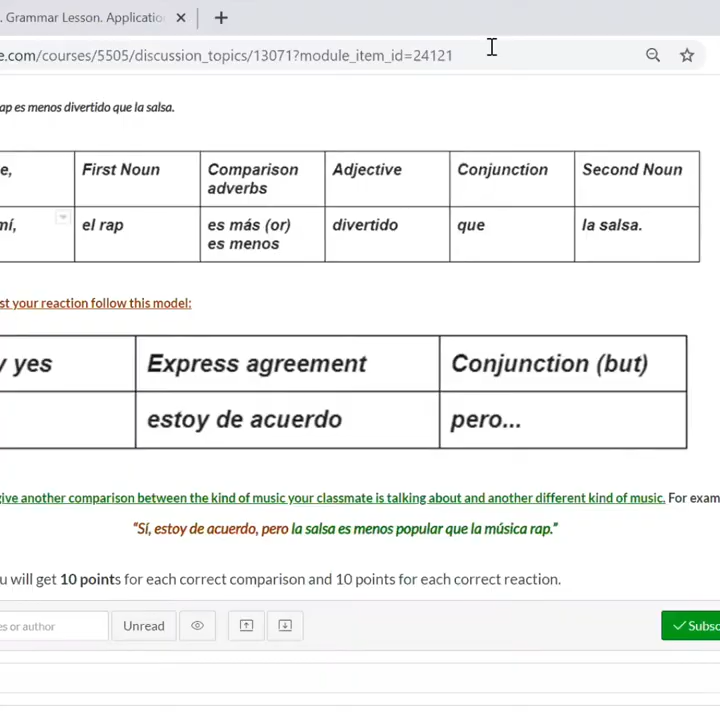 . Grammar Lesson. Applicatio
e.com/courses/5505/discussion_topics/13071?module_item_id=24121
ap es menos divertido que la salsa.
e, First Noun Comparison adverbs Adjective Conjunction Second Noun
mí, el rap es más (or) es menos divertido que la salsa.
st your reaction follow this model:
y yes Express agreement Conjunction (but)
estoy de acuerdo pero...
give another comparison between the kind of music your classmate is talking about and another different kind of music. For exam
"Sí, estoy de acuerdo, pero la salsa es menos popular que la música rap."
u will get 10 points for each correct comparison and 10 points for each correct reaction.
es or author Unread Subsc